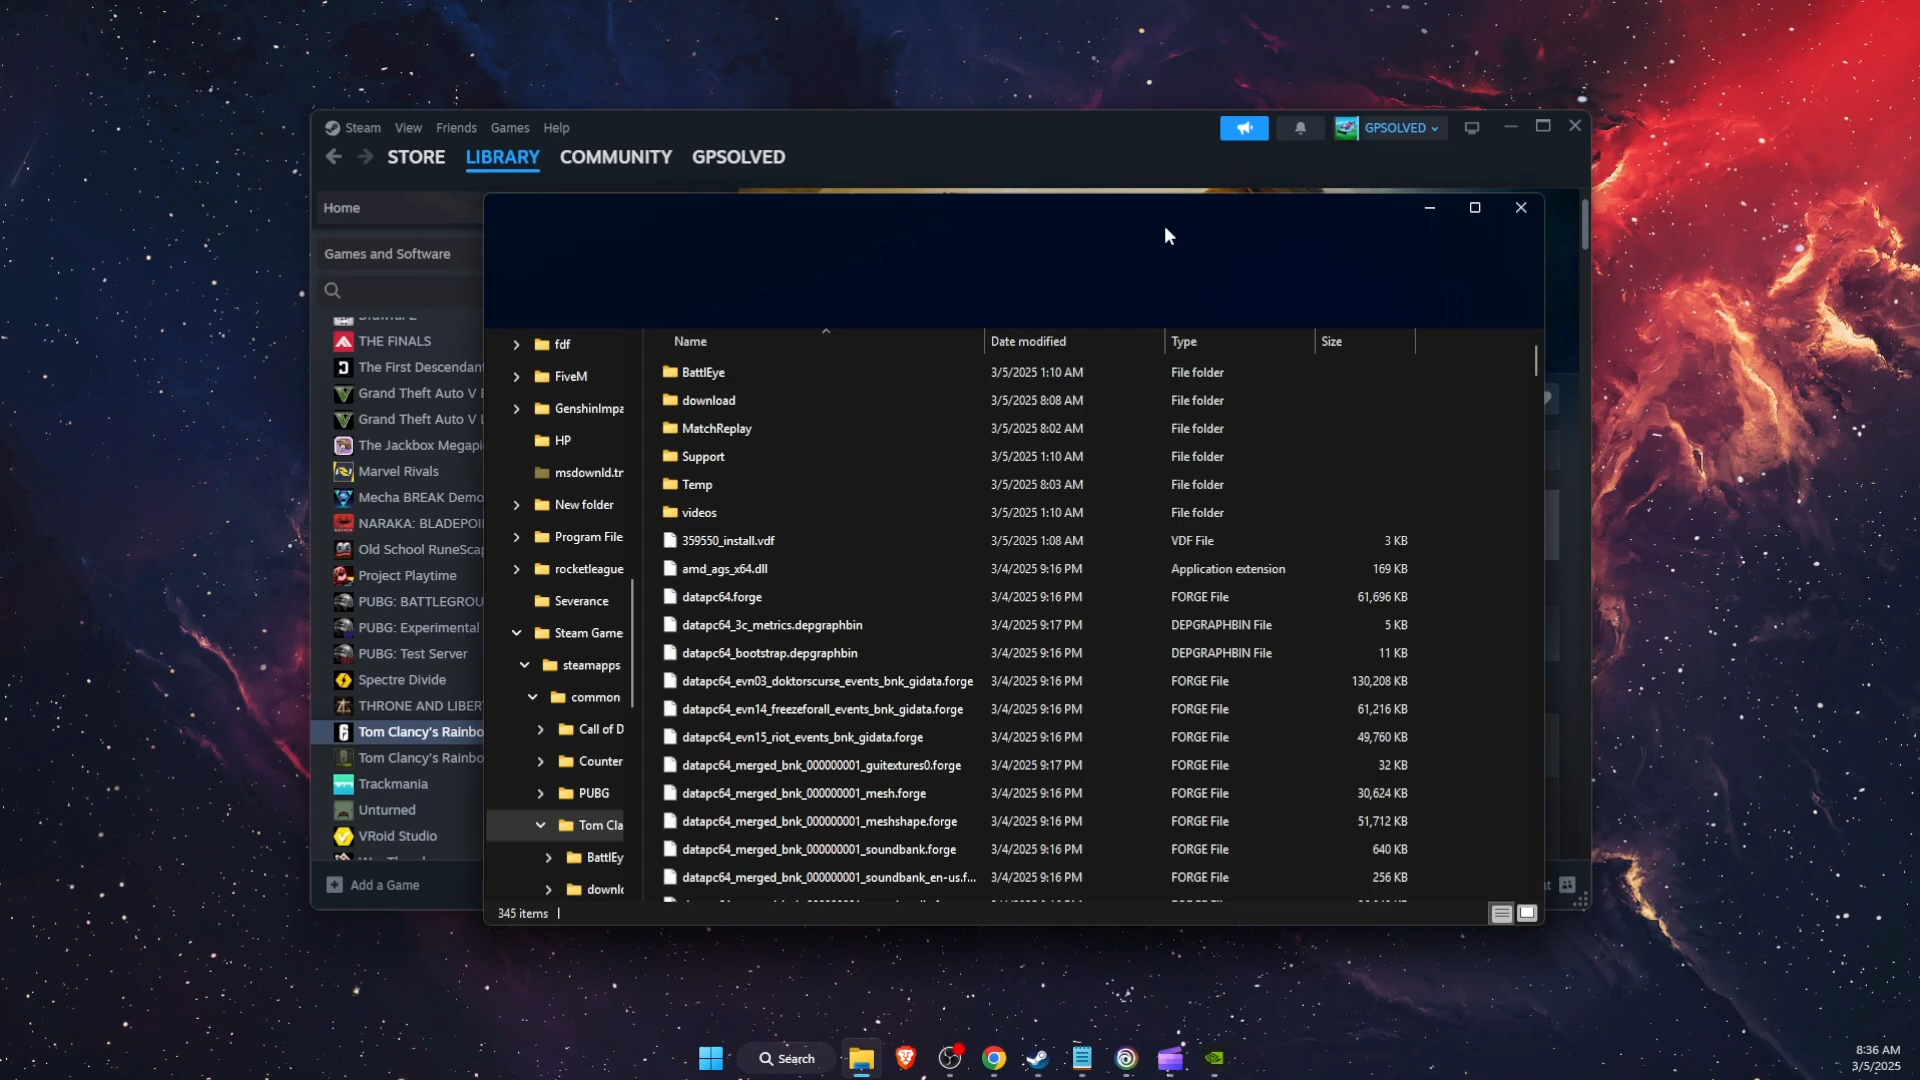 Steam View Friends Games Help
GPSOLVED
STORE LIBRARY COMMUNITY GPSOLVED
Home
Games and Software
THE FINALS
The First Descendant
Grand Theft Auto V
Grand Theft Auto V
The Jackbox Megapi
Marvel Rivals
Mecha BREAK Demo
NARAKA: BLADEPOI
Old School RuneSca
Project Playtime
PUBG: BATTLEGROU
PUBG: Experimental
PUBG: Test Server
Spectre Divide
THRONE AND LIBER
Tom Clancy's Rainbo
Tom Clancy's Rainbo
Trackmania
Unturned
VRoid Studio
Add a Game
fdf
FiveM
GenshinImpa
HP
msdownld.tm
New folder
Program File
rocketleague
Severance
Steam Game
steamapps
common
Call of D
Counter
PUBG
Tom Cla
BattlEy
downlo
Name Date modified Type Size
BattlEye 3/5/2025 1:10 AM File folder
download 3/5/2025 8:08 AM File folder
MatchReplay 3/5/2025 8:02 AM File folder
Support 3/5/2025 1:10 AM File folder
Temp 3/5/2025 8:03 AM File folder
videos 3/5/2025 1:10 AM File folder
359550_install.vdf 3/5/2025 1:08 AM VDF File 3 KB
amd_ags_x64.dll 3/4/2025 9:16 PM Application extension 169 KB
datapc64.forge 3/4/2025 9:16 PM FORGE File 61,696 KB
datapc64_3c_metrics.depgraphbin 3/4/2025 9:17 PM DEPGRAPHBIN File 5 KB
datapc64_bootstrap.depgraphbin 3/4/2025 9:16 PM DEPGRAPHBIN File 11 KB
datapc64_evn03_doktorscurse_events_bnk_gidata.forge 3/4/2025 9:16 PM FORGE File 130,208 KB
datapc64_evn14_freezeforall_events_bnk_gidata.forge 3/4/2025 9:16 PM FORGE File 61,216 KB
datapc64_evn15_riot_events_bnk_gidata.forge 3/4/2025 9:16 PM FORGE File 49,760 KB
datapc64_merged_bnk_000000001_guitextures0.forge 3/4/2025 9:17 PM FORGE File 32 KB
datapc64_merged_bnk_000000001_mesh.forge 3/4/2025 9:16 PM FORGE File 30,624 KB
datapc64_merged_bnk_000000001_meshshape.forge 3/4/2025 9:16 PM FORGE File 51,712 KB
datapc64_merged_bnk_000000001_soundbank.forge 3/4/2025 9:16 PM FORGE File 640 KB
datapc64_merged_bnk_000000001_soundbank_en-us.f... 3/4/2025 9:16 PM FORGE File 256 KB
345 items
Search
8:36 AM
3/5/2025